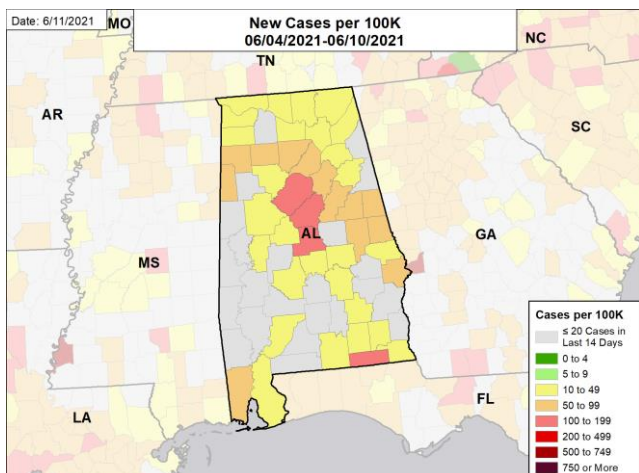 Date: 6/11/2021
New Cases per 100K
06/04/2021-06/10/2021
MO
NC
TN
AR
SC
MS
AL
GA
LA
FL
Cases per 100K
≤ 20 Cases in
Last 14 Days
0 to 4
5 to 9
10 to 49
50 to 99
100 to 199
200 to 499
500 to 749
750 or More